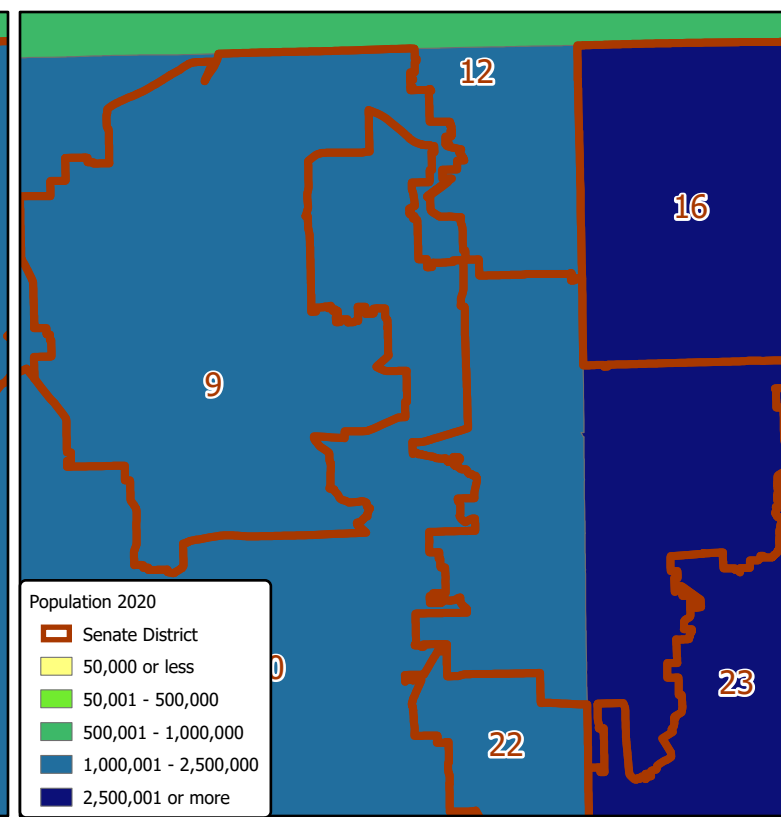 12
16
9
Population 2020
Senate District
50,000 or less
50,001 - 500,000
500,001 - 1,000,000
1,000,001 - 2,500,000
2,500,001 or more
0
23
22